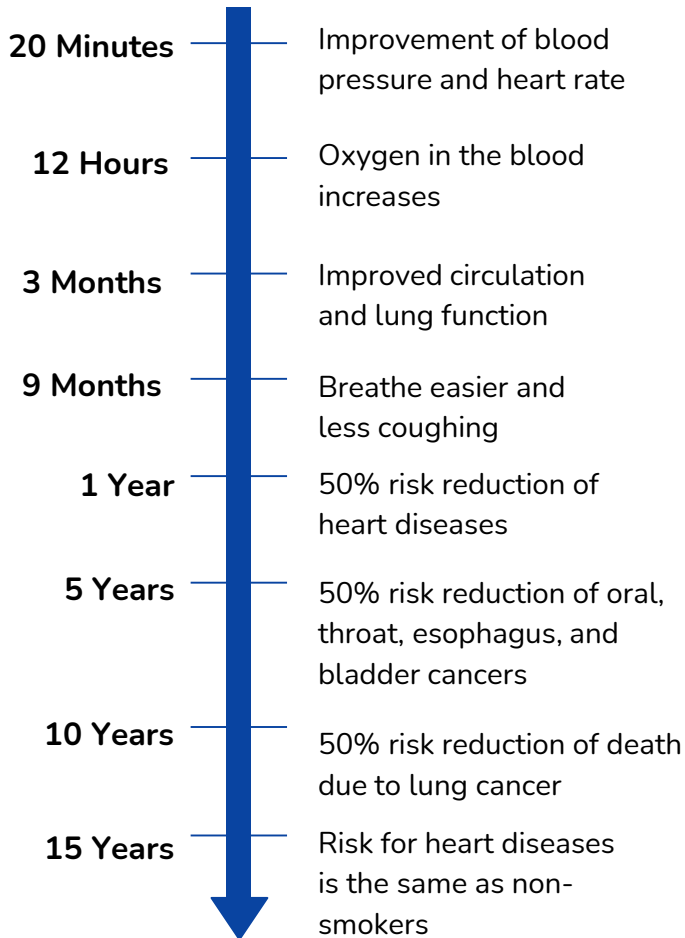 20 Minutes
Improvement of blood
pressure and heart rate
12 Hours
Oxygen in the blood
increases
3 Months
Improved circulation
and lung function
9 Months
Breathe easier and
less coughing
1 Year
50% risk reduction of
heart diseases
5 Years
50% risk reduction of oral,
throat, esophagus, and
bladder cancers
10 Years
50% risk reduction of death
due to lung cancer
15 Years
Risk for heart diseases
is the same as non-
smokers